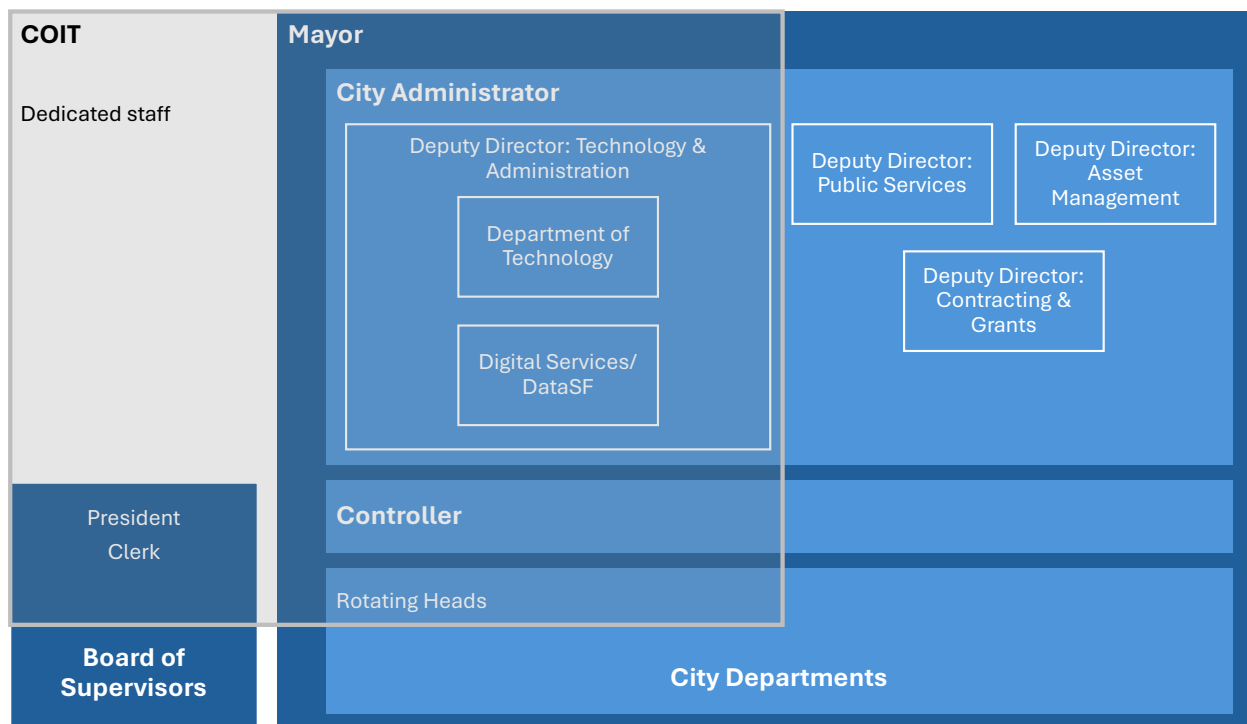 COIT
Dedicated staff
Mayor
City Administrator
Deputy Director: Technology &
Administration
Department of
Technology
Digital Services/
DataSF
Deputy Director:
Public Services
Deputy Director:
Asset
Management
Deputy Director:
Contracting &
Grants
President
Clerk
Controller
Rotating Heads
Board of
Supervisors
City Departments